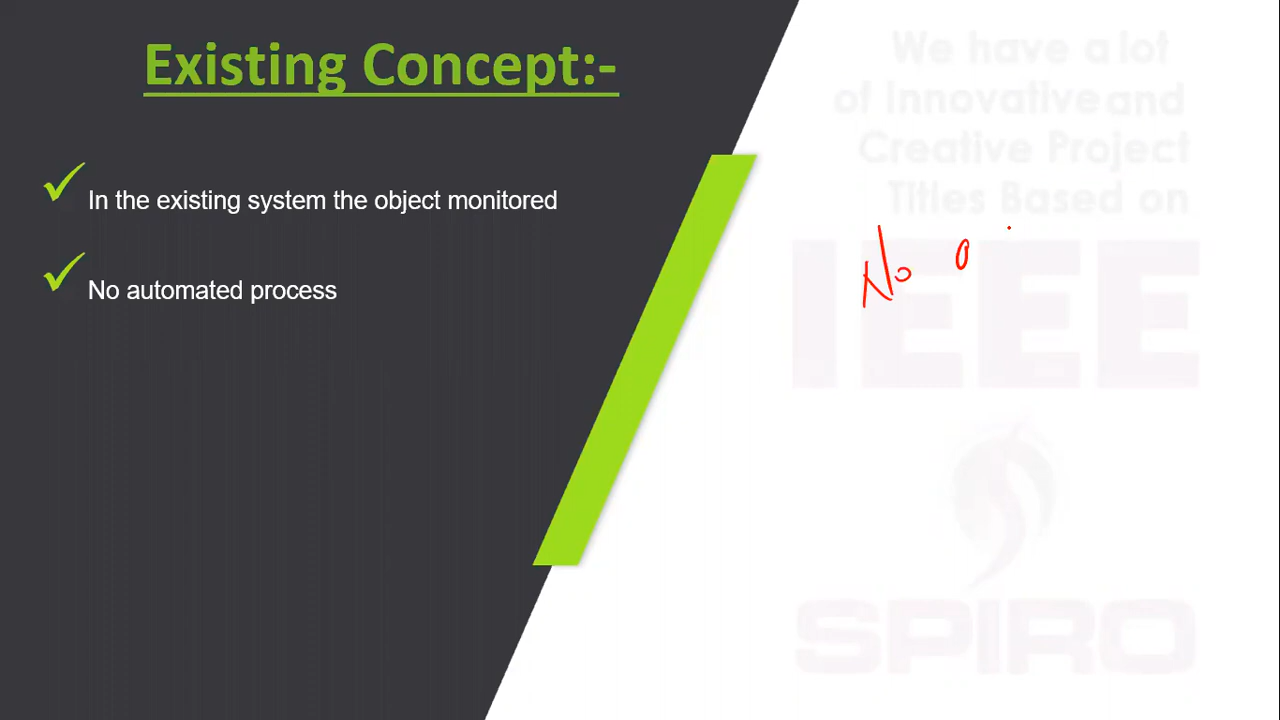 Existing Concept:-
In the existing system the object monitored
No automated process
We have a lot
of Innovative and
Creative Project
Titles Based on
IEEE
SPIRO
No